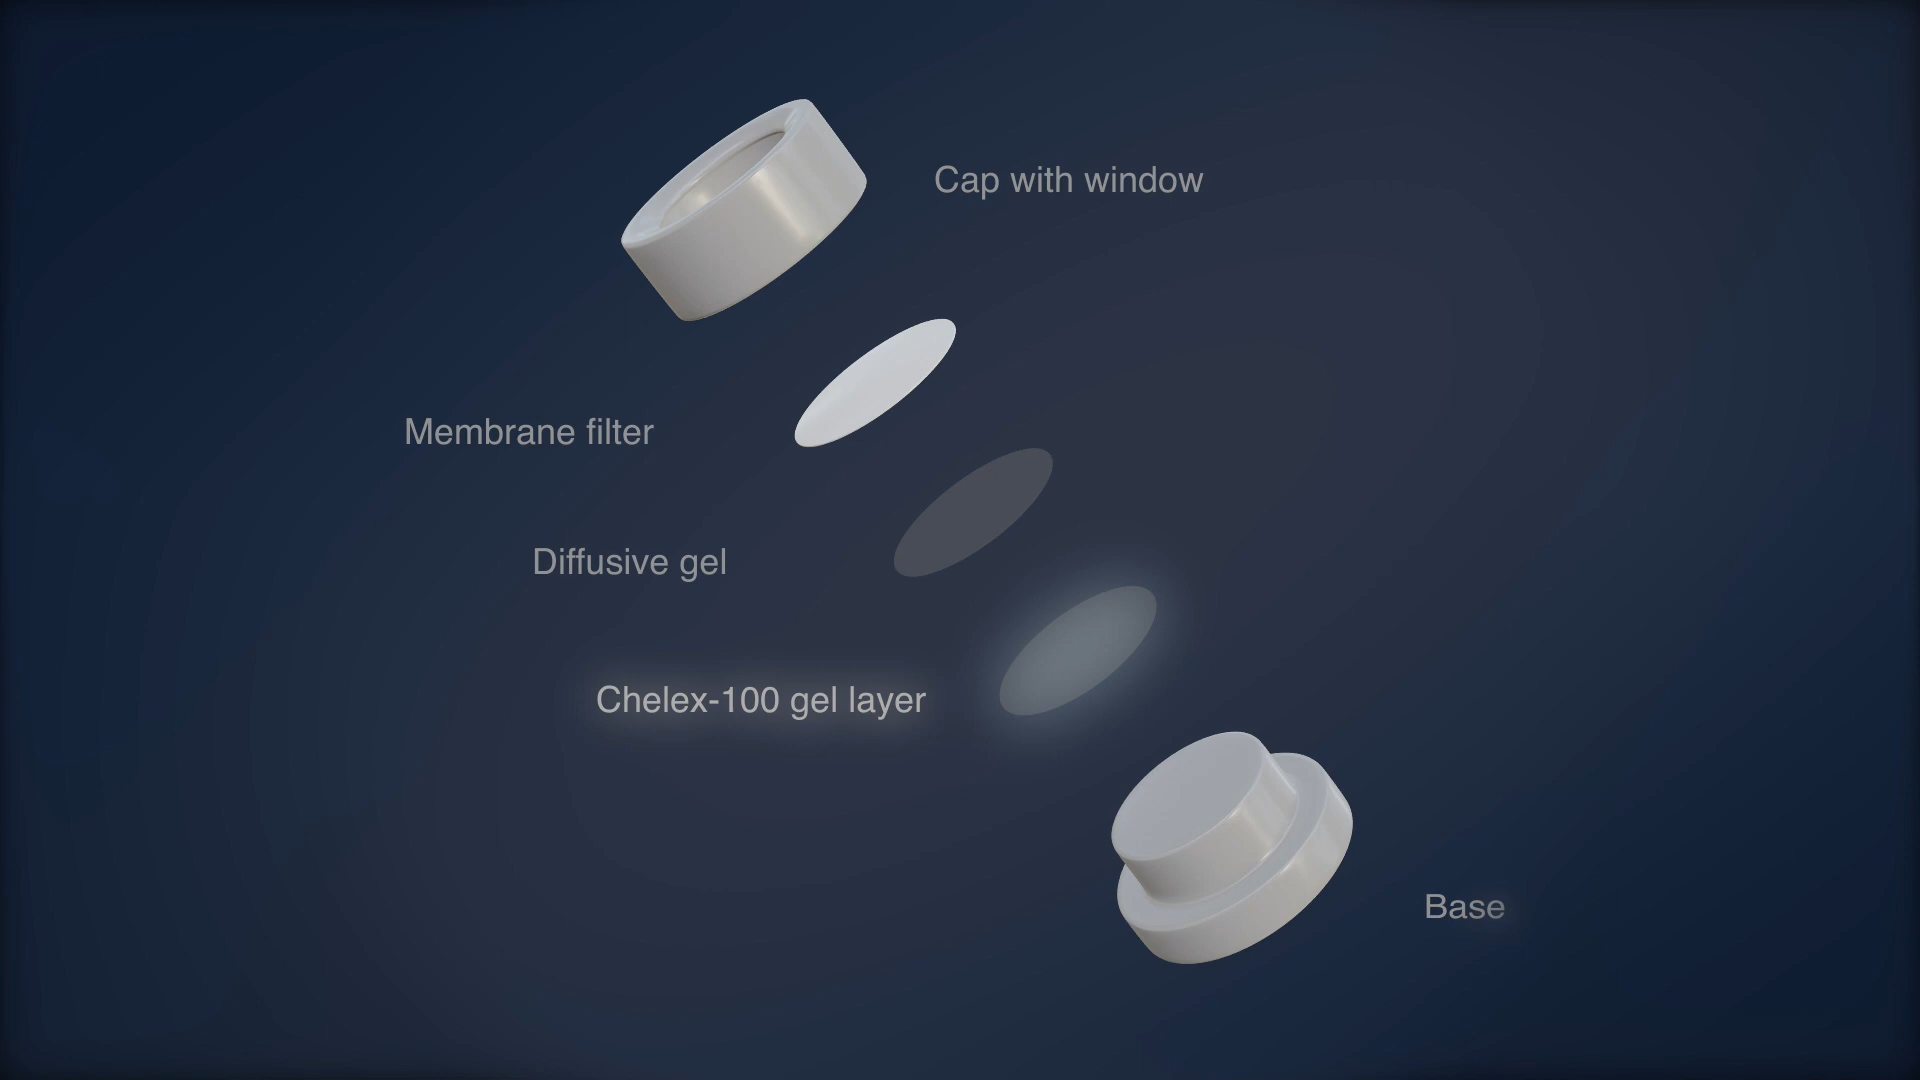 Cap with window
Membrane filter
Diffusive gel
Chelex-100 gel layer
Base